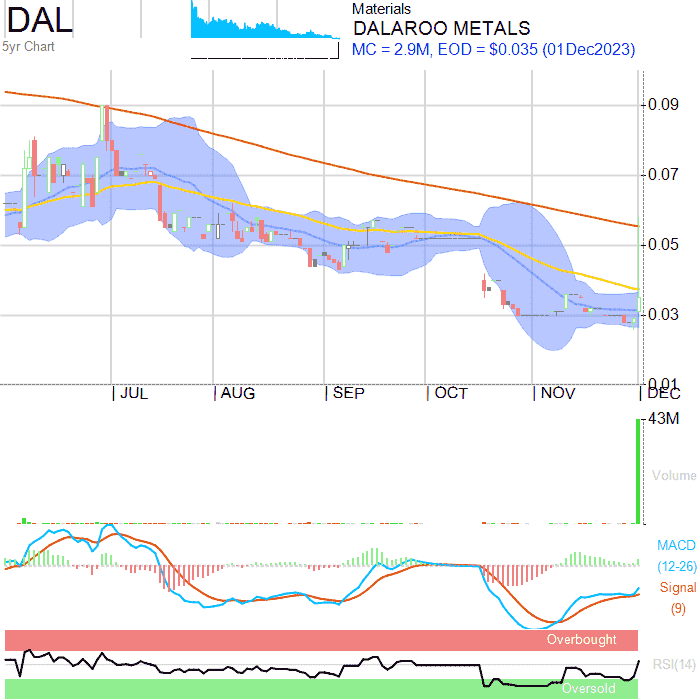 DAL
5yr Chart
Materials
DALAROO METALS
MC = 2.9M, EOD = $0.035 (01Dec2023)
0.09
0.07
0.05
0.03
0.01
JUL
AUG
SEP
OCT
NOV
DEC
43M
Volume
MACD
(12-26)
Signal
(9)
Overbought
RSI(14)
Oversold